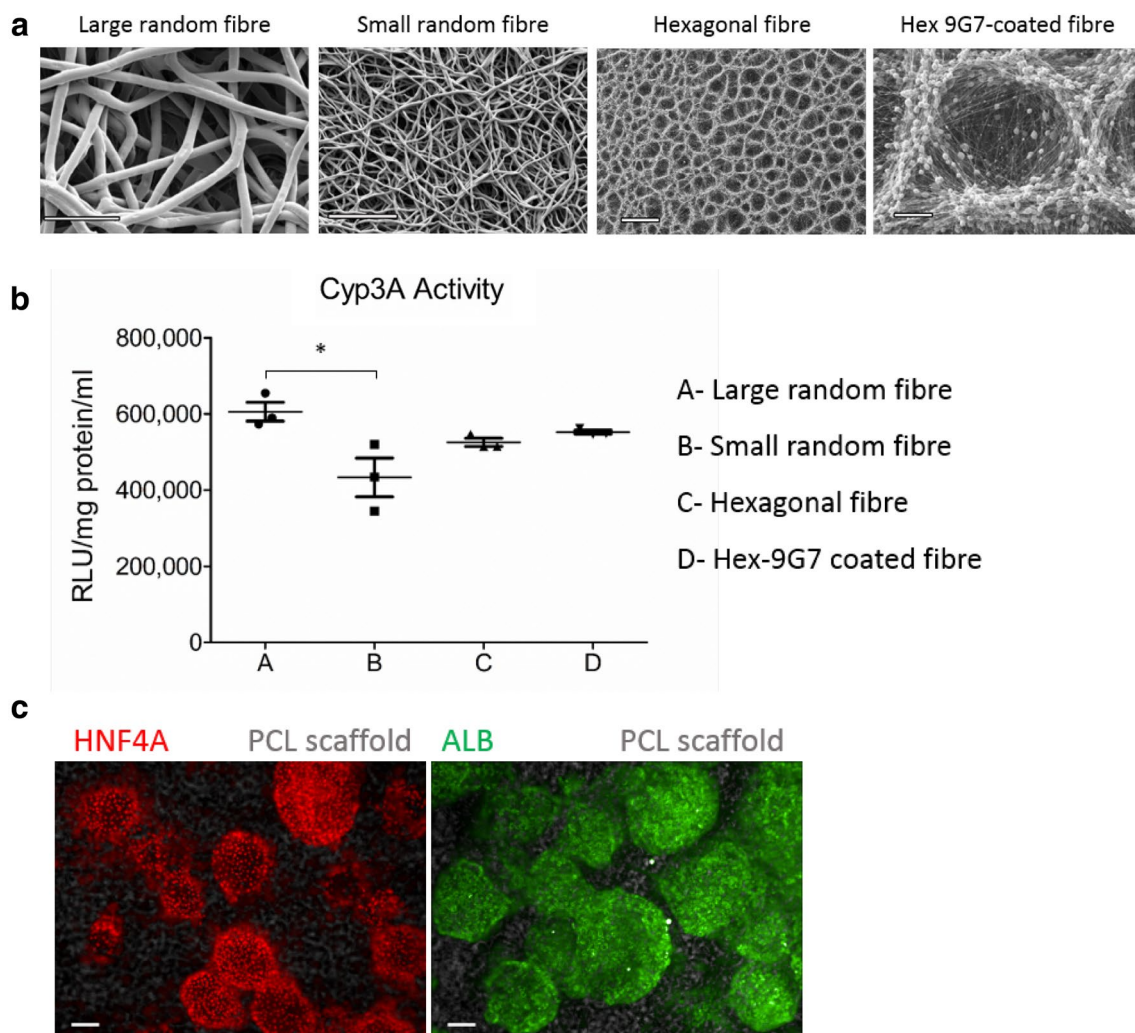 a
Large random fibre
Small random fibre
Hexagonal fibre
Hex 9G7-coated fibre
b
Cyp3A Activity
800,000
600,000
400,000
200,000
0
RLU/mg protein/ml
*
A
B
C
D
A- Large random fibre
B- Small random fibre
C- Hexagonal fibre
D- Hex-9G7 coated fibre
c
HNF4A
PCL scaffold
ALB
PCL scaffold